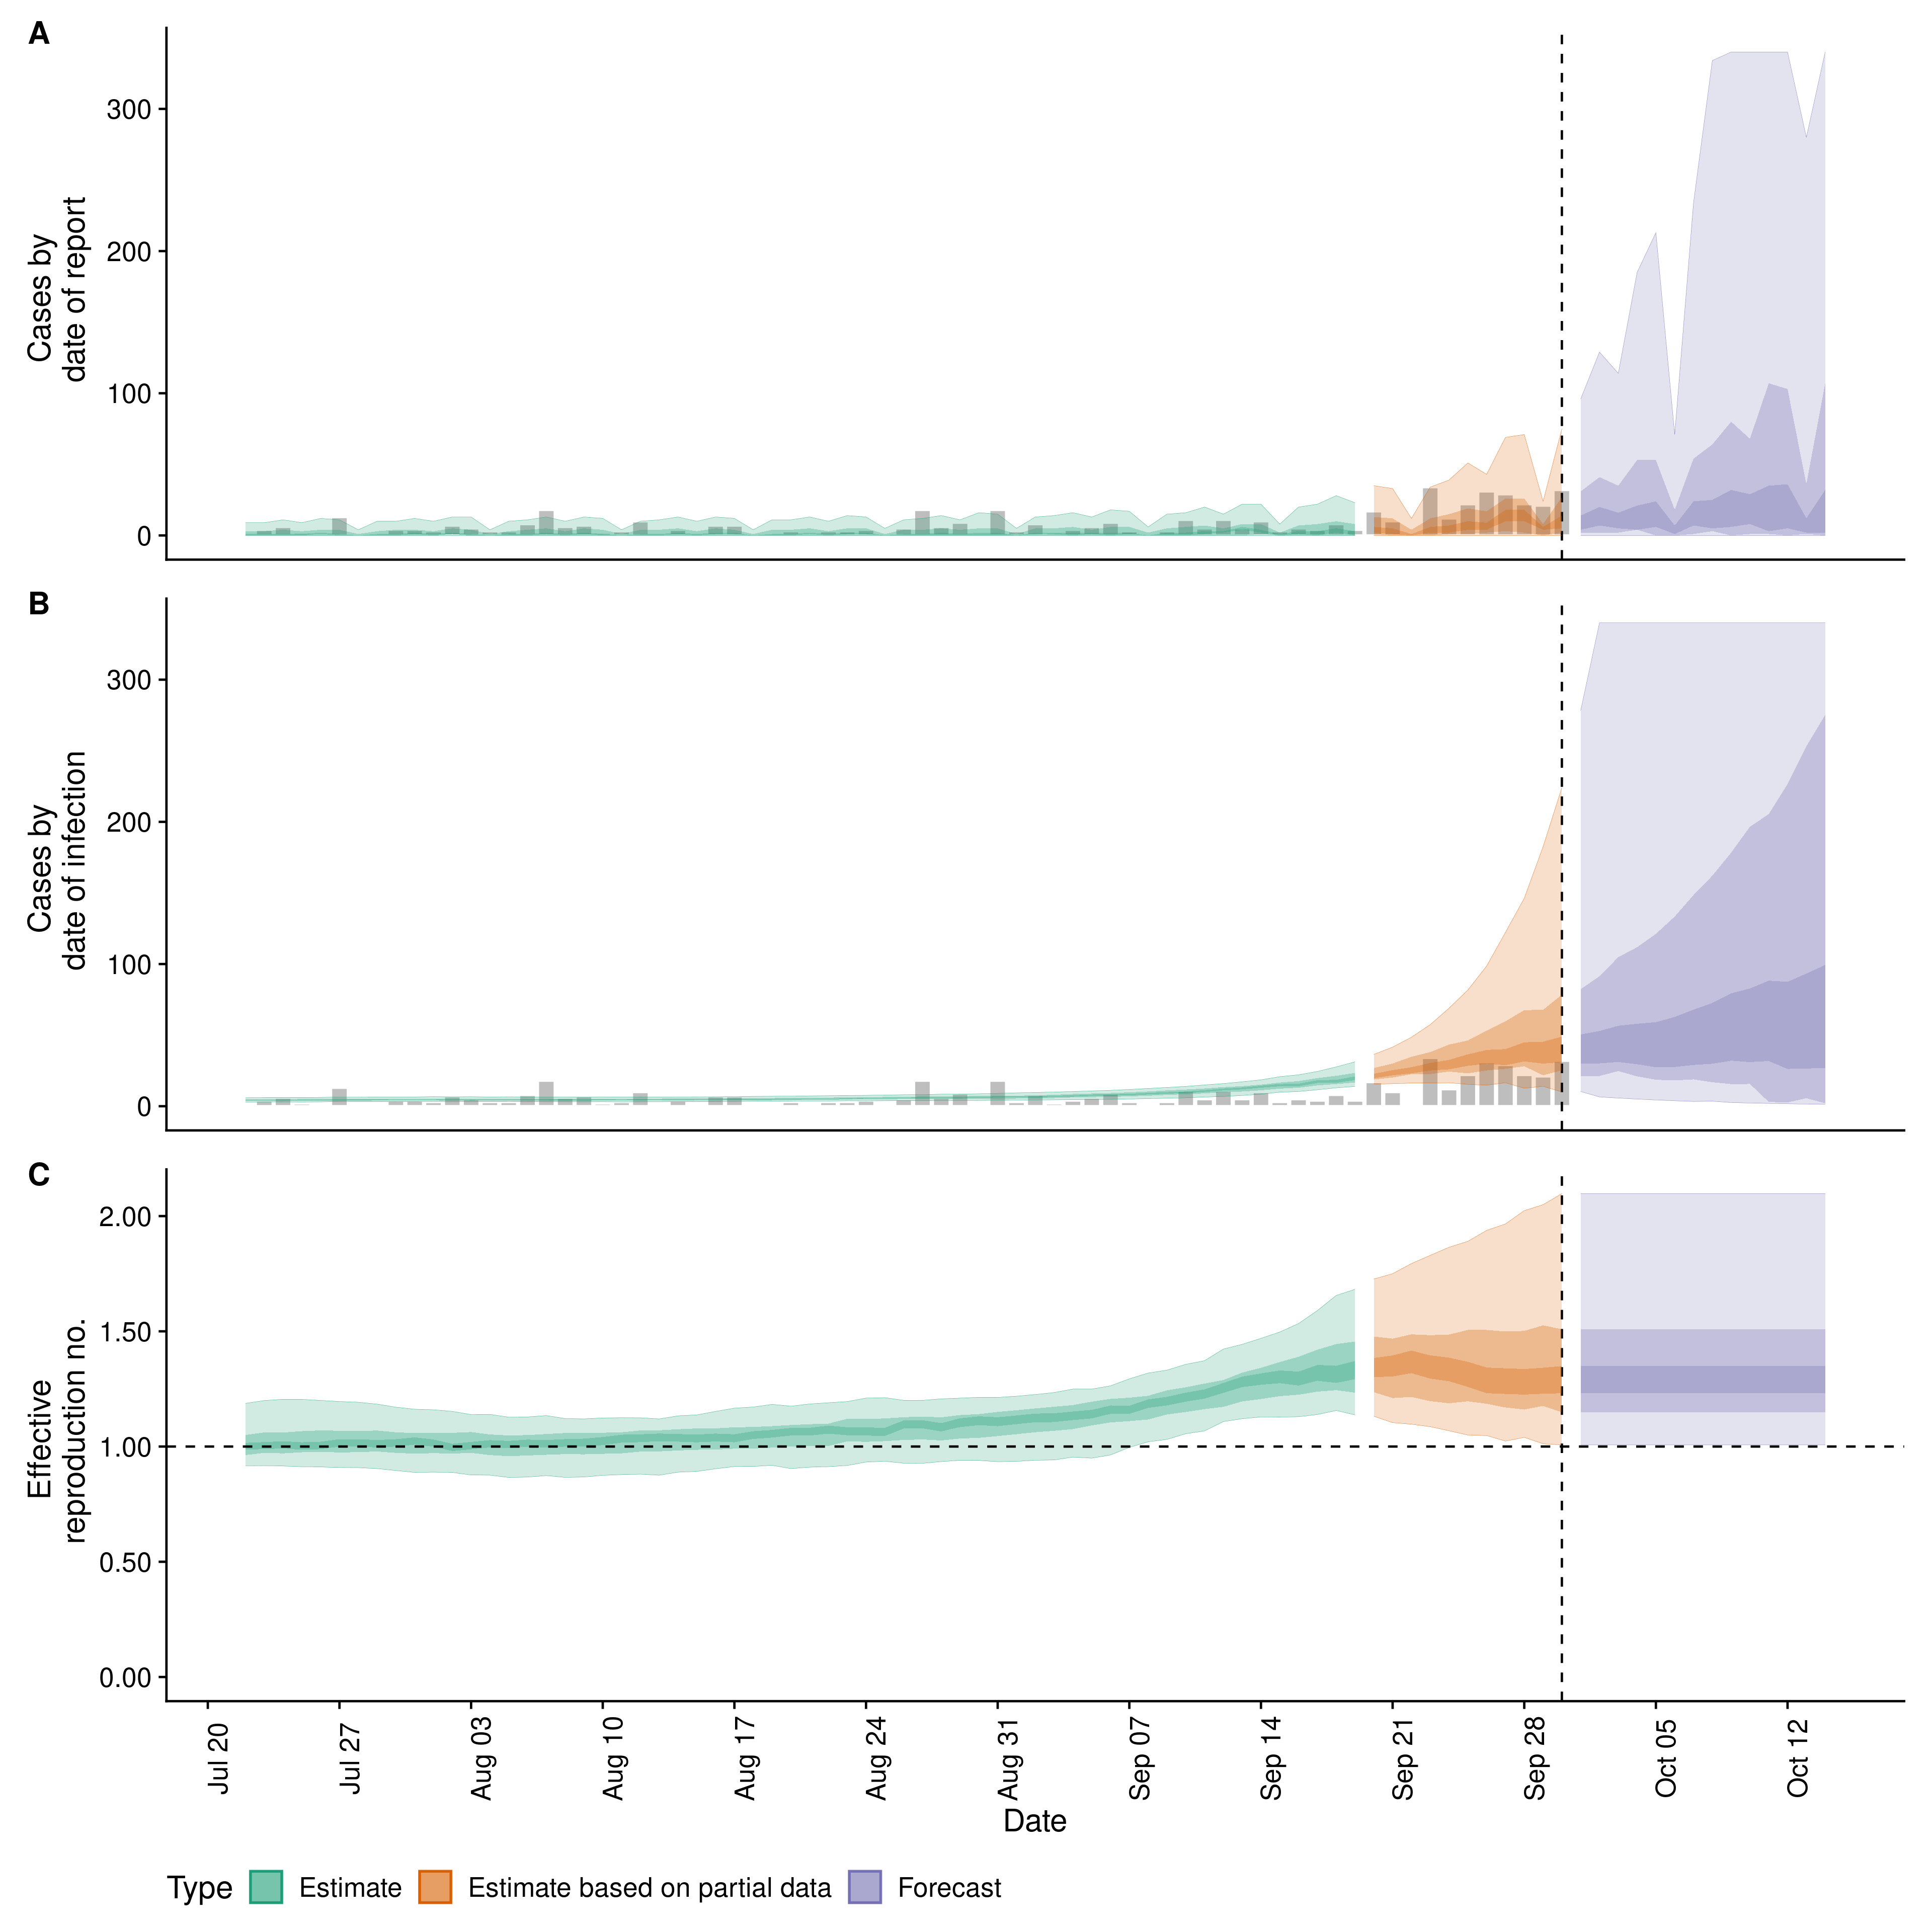 A
Cases by
date of report
300
200
100
0
B
Cases by
date of infection
300
200
100
0
C
Effective
reproduction no.
2.00
1.50
1.00
0.50
0.00
Jul 20
Jul 27
Aug 03
Aug 10
Aug 17
Aug 24
Aug 31
Sep 07
Sep 14
Sep 21
Sep 28
Oct 05
Oct 12
Date
Type Estimate Estimate based on partial data Forecast